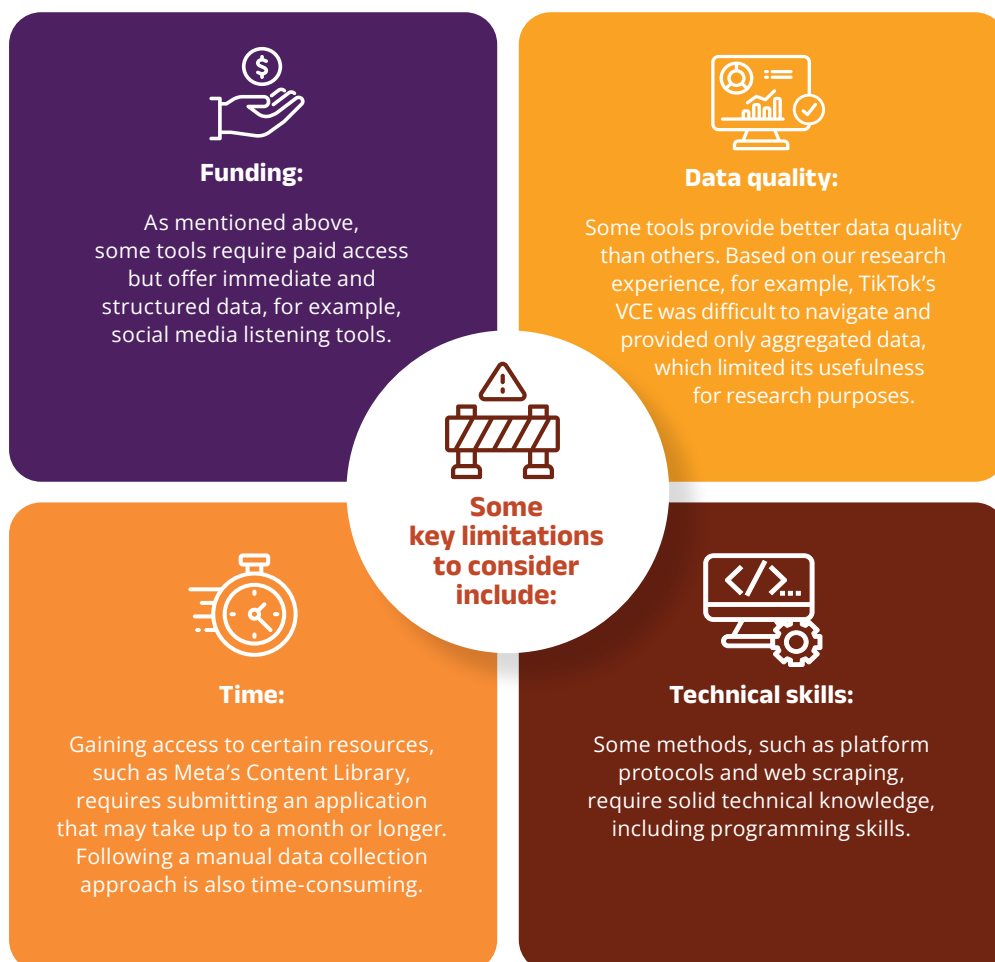 Funding:
As mentioned above,
some tools require paid access
but offer immediate and
structured data, for example,
social media listening tools.
Data quality:
Some tools provide better data quality
than others. Based on our research
experience, for example, TikTok’s
VCE was difficult to navigate and
provided only aggregated data,
which limited its usefulness
for research purposes.
Some
key limitations
to consider
include:
Time:
Gaining access to certain resources,
such as Meta’s Content Library,
requires submitting an application
that may take up to a month or longer.
Following a manual data collection
approach is also time-consuming.
Technical skills:
Some methods, such as platform
protocols and web scraping,
require solid technical knowledge,
including programming skills.